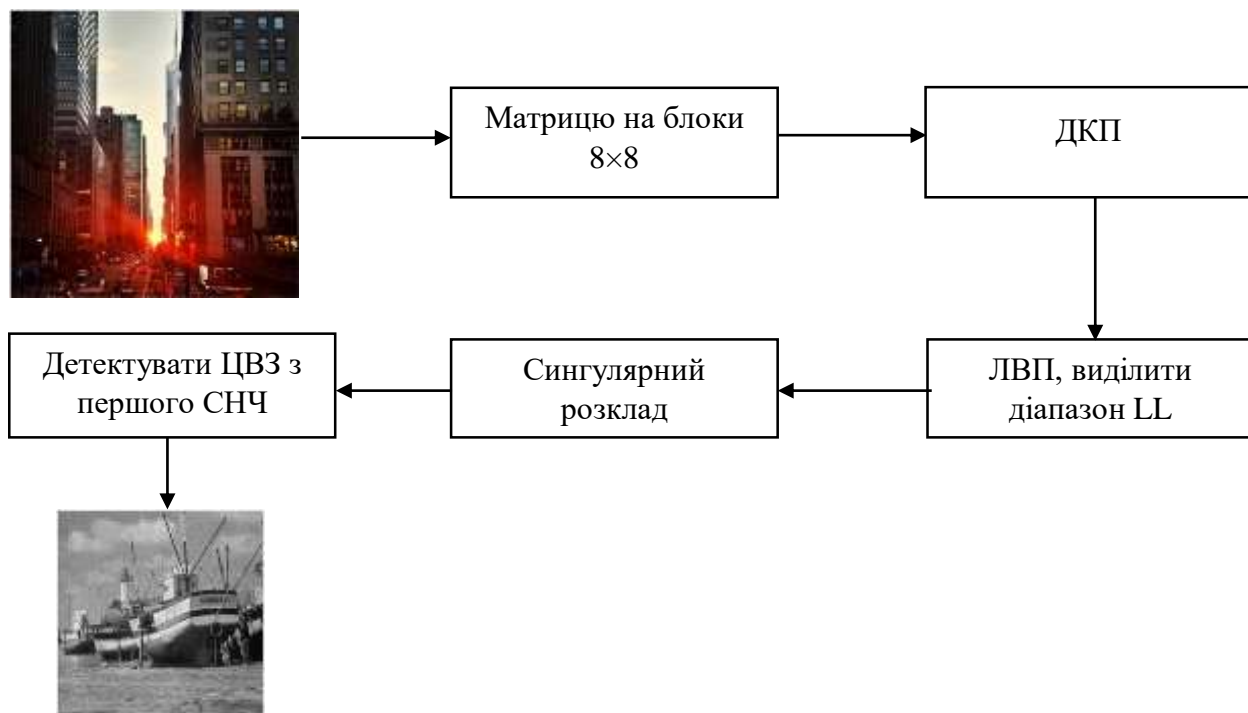 Матрицю на блоки
8×8
ДКП
ЛВП, виділити
діапазон LL
Сингулярний
розклад
Детектувати ЦВЗ з
першого СНЧ